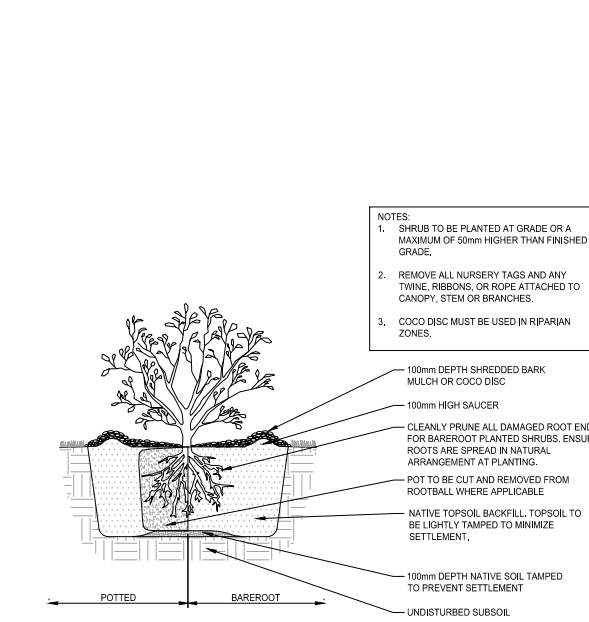 NOTES:
1. SHRUB TO BE PLANTED AT GRADE OR A
MAXIMUM OF 50mm HIGHER THAN FINISHED
GRADE.
2. REMOVE ALL NURSERY TAGS AND ANY
TWINE, RIBBONS, OR ROPE ATTACHED TO
CANOPY, STEM OR BRANCHES.
3. COCO DISC MUST BE USED IN RIPARIAN
ZONES.
100mm DEPTH SHREDDED BARK
MULCH OR COCO DISC
100mm HIGH SAUCER
CLEANLY PRUNE ALL DAMAGED ROOT
FOR BAREROOT PLANTED SHRUBS.
ROOTS ARE SPREAD IN NATURAL
ARRANGEMENT AT PLANTING.
POT TO BE CUT AND REMOVED FROM
ROOTBALL WHERE APPLICABLE
NATIVE TOPSOIL BACKFILL. TOPSOIL TO
BE LIGHTLY TAMPED TO MINIMIZE
SETTLEMENT.
100mm DEPTH NATIVE SOIL TAMPED
TO PREVENT SETTLEMENT
UNDISTURBED SUBSOIL
POTTED
BAREROOT